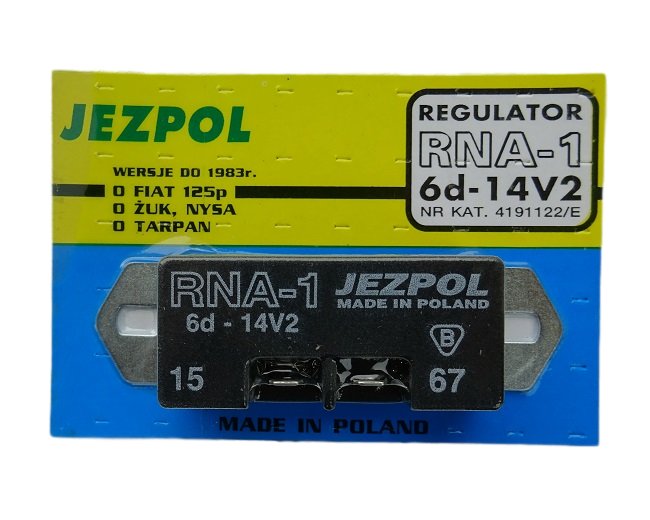 JEZPOL
WERSJE DO 1983r.
O FIAT 125p
O ŻUK, NYSA
O TARPAN
REGULATOR
RNA-1
6d-14V2
NR KAT. 4191122/E
RNA-1
6d - 14V2
JEZPOL
MADE IN POLAND
B
15
67
MADE IN POLAND